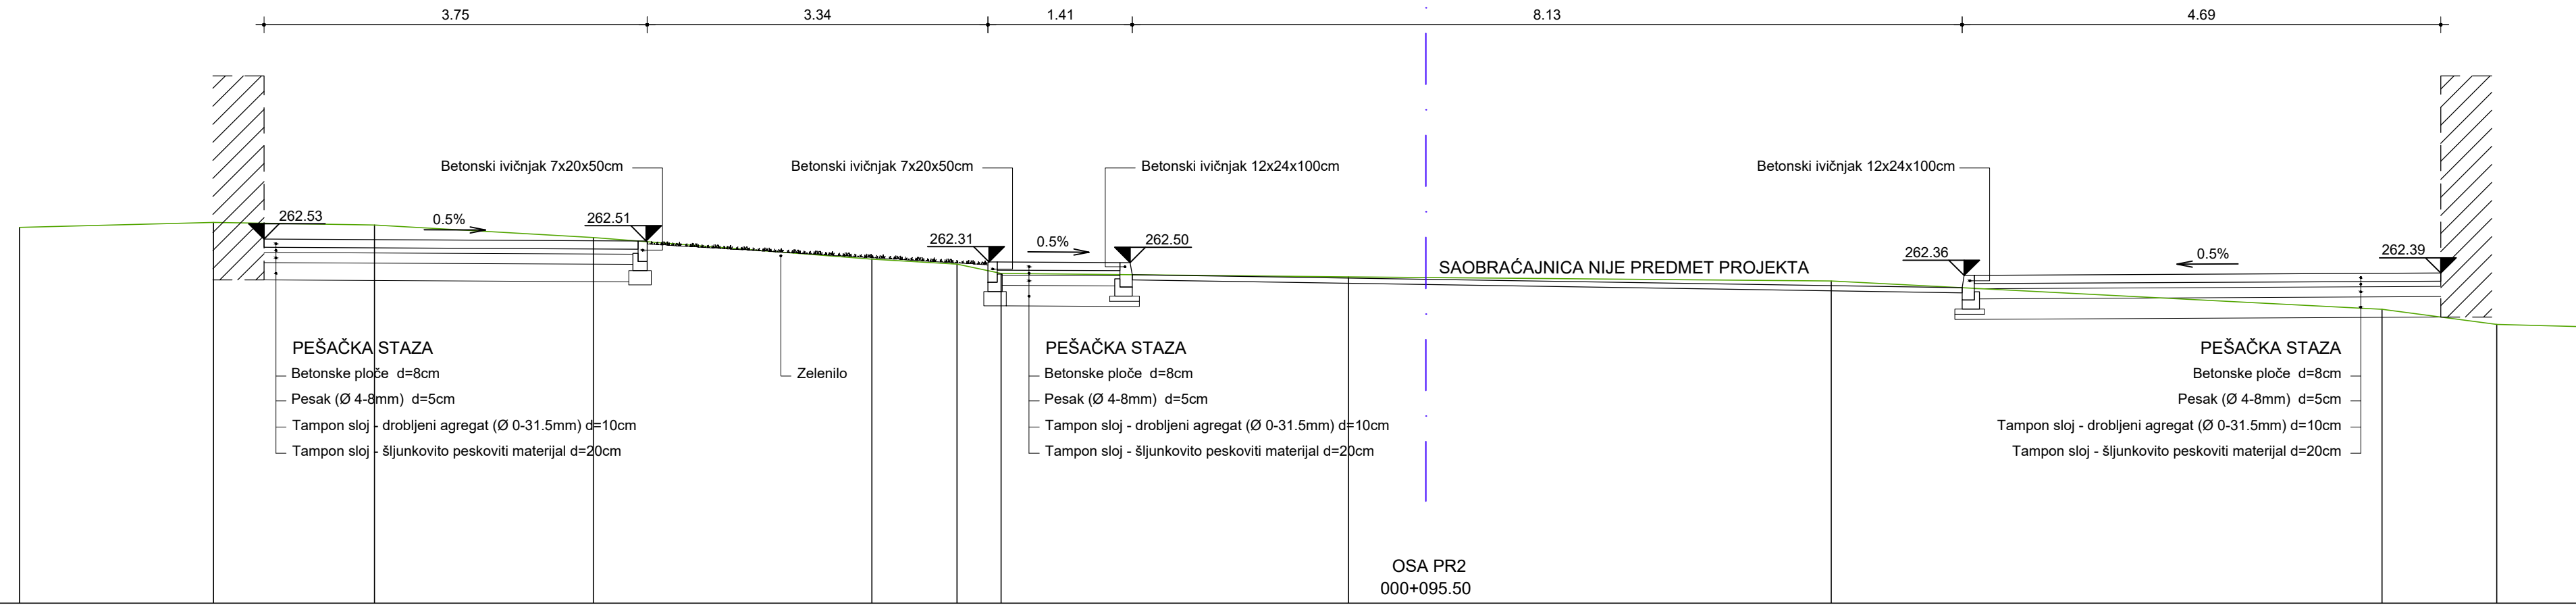 3.75
3.34
1.41
8.13
4.69
Betonski ivičnjak 7x20x50cm
Betonski ivičnjak 7x20x50cm
Betonski ivičnjak 12x24x100cm
Betonski ivičnjak 12x24x100cm
262.53
0.5%
262.51
262.31
0.5%
262.50
262.36
0.5%
262.39
SAOBRAĆAJNICA NIJE PREDMET PROJEKTA
PEŠAČKA STAZA
Betonske ploče d=8cm
Pesak (Ø 4-8mm) d=5cm
Tampon sloj - drobljeni agregat (Ø 0-31.5mm) d=10cm
Tampon sloj - šljunkovito peskoviti materijal d=20cm
Zelenilo
PEŠAČKA STAZA
Betonske ploče d=8cm
Pesak (Ø 4-8mm) d=5cm
Tampon sloj - drobljeni agregat (Ø 0-31.5mm) d=10cm
Tampon sloj - šljunkovito peskoviti materijal d=20cm
PEŠAČKA STAZA
Betonske ploče d=8cm
Pesak (Ø 4-8mm) d=5cm
Tampon sloj - drobljeni agregat (Ø 0-31.5mm) d=10cm
Tampon sloj - šljunkovito peskoviti materijal d=20cm
OSA PR2
000+095.50